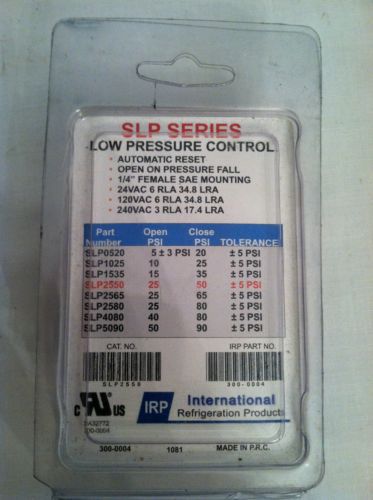 SLP SERIES
LOW PRESSURE CONTROL
• AUTOMATIC RESET
• OPEN ON PRESSURE FALL
• 1/4" FEMALE SAE MOUNTING
• 24VAC 6 RLA 34.8 LRA
• 120VAC 6 RLA 34.8 LRA
• 240VAC 3 RLA 17.4 LRA
Part Number Open PSI Close PSI TOLERANCE
SLP0520 5 ± 3 PSI 20 ± 5 PSI
SLP1025 10 25 ± 5 PSI
SLP1535 15 35 ± 5 PSI
SLP2550 25 50 ± 5 PSI
SLP2565 25 65 ± 5 PSI
SLP2580 25 80 ± 5 PSI
SLP4080 40 80 ± 5 PSI
SLP5090 50 90 ± 5 PSI
CAT. NO. IRP PART NO.
SLP2550 300-0004
c RU US
SA32772
300-0004
IRP International
Refrigeration Products
300-0004 1081 MADE IN P.R.C.